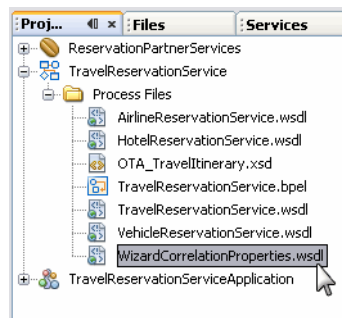 Proj... Files Services
ReservationPartnerServices
TravelReservationService
Process Files
AirlineReservationService.wsdl
HotelReservationService.wsdl
OTA_TravelItinerary.xsd
TravelReservationService.bpel
TravelReservationService.wsdl
VehicleReservationService.wsdl
WizardCorrelationProperties.wsdl
TravelReservationServiceApplication